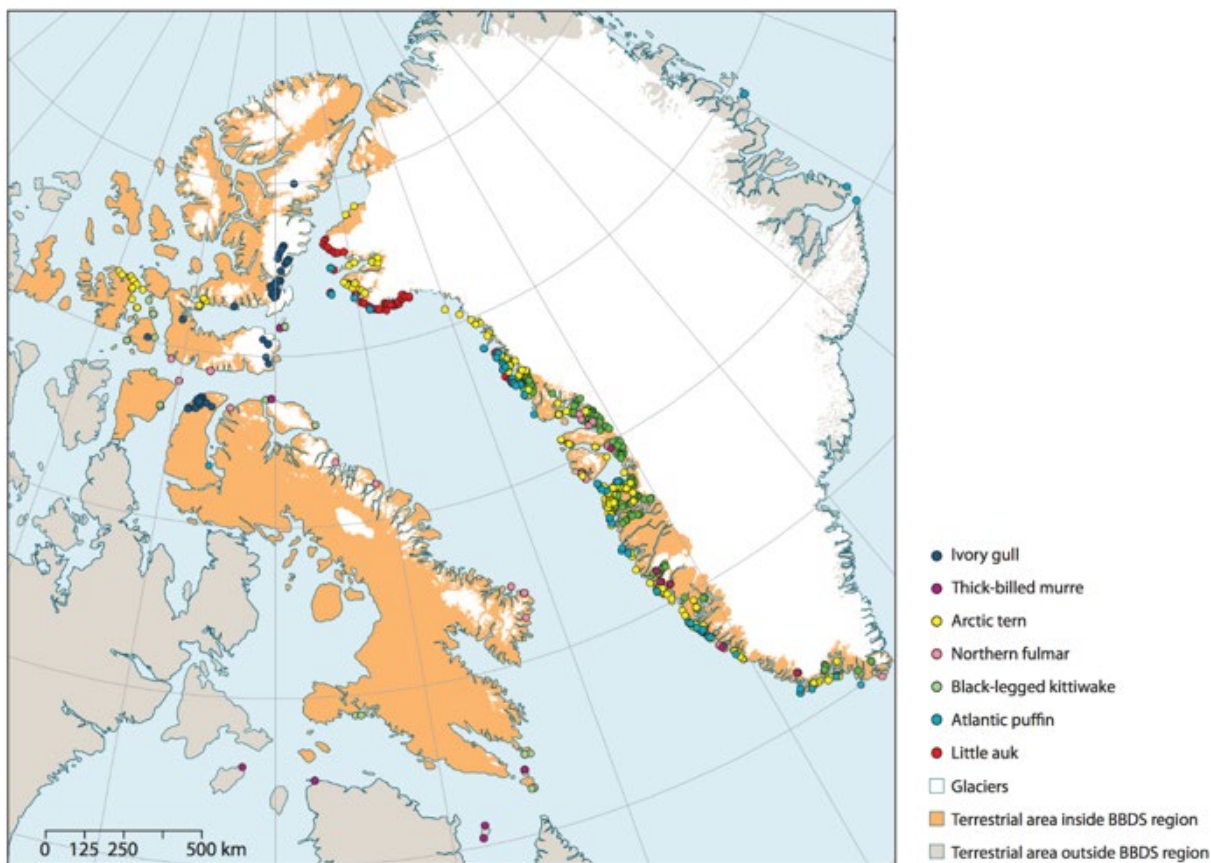 Ivory gull
Thick-billed murre
Arctic tern
Northern fulmar
Black-legged kittiwake
Atlantic puffin
Little auk
Glaciers
Terrestrial area inside BBDS region
Terrestrial area outside BBDS region
0 125 250 500 km